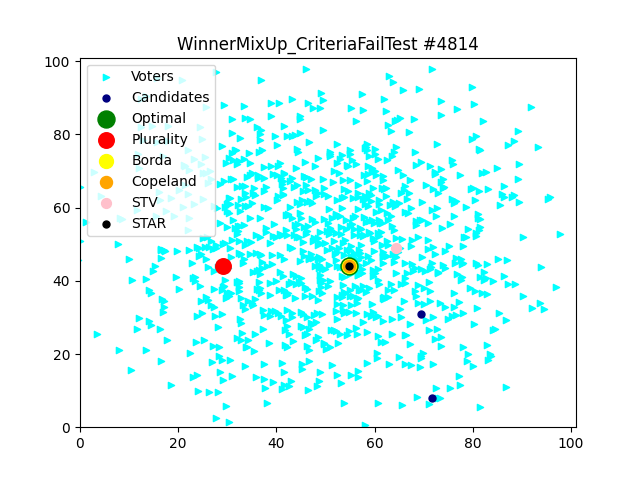 WinnerMixUp_CriteriaFailTest #4814
100
80
60
40
20
0
Voters
Candidates
Optimal
Plurality
Borda
Copeland
STV
STAR
0 20 40 60 80 100